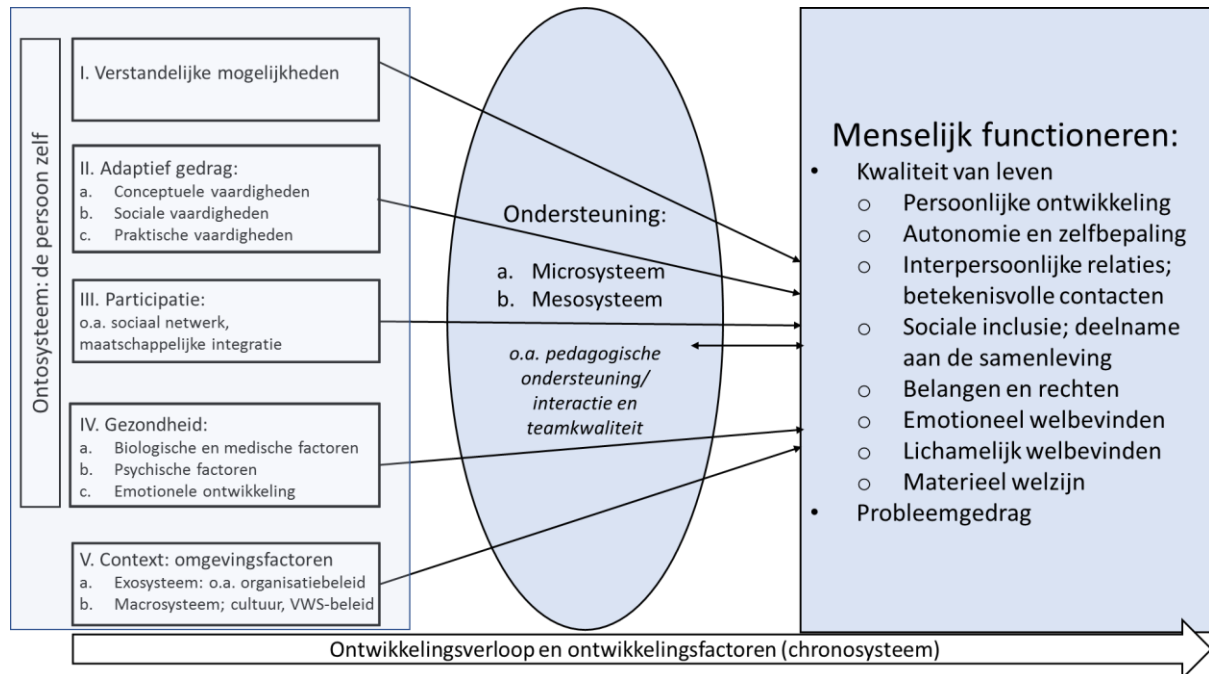 Ontosysteem: de persoon zelf
I. Verstandelijke mogelijkheden
II. Adaptief gedrag:
a. Conceptuele vaardigheden
b. Sociale vaardigheden
c. Praktische vaardigheden
III. Participatie:
o.a. sociaal netwerk,
maatschappelijke integratie
IV. Gezondheid:
a. Biologische en medische factoren
b. Psychische factoren
c. Emotionele ontwikkeling
V. Context: omgevingsfactoren
a. Exosysteem: o.a. organisatiebeleid
b. Macrosysteem; cultuur, VWS-beleid
Ondersteuning:
a. Microsysteem
b. Mesosysteem
o.a. pedagogische
ondersteuning/
interactie en
teamkwaliteit
Menselijk functioneren:
• Kwaliteit van leven
o Persoonlijke ontwikkeling
o Autonomie en zelfbepaling
o Interpersoonlijke relaties;
betekenisvolle contacten
o Sociale inclusie; deelname
aan de samenleving
o Belangen en rechten
o Emotioneel welbevinden
o Lichamelijk welbevinden
o Materieel welzijn
• Probleemgedrag
Ontwikkelingsverloop en ontwikkelingsfactoren (chronosysteem)